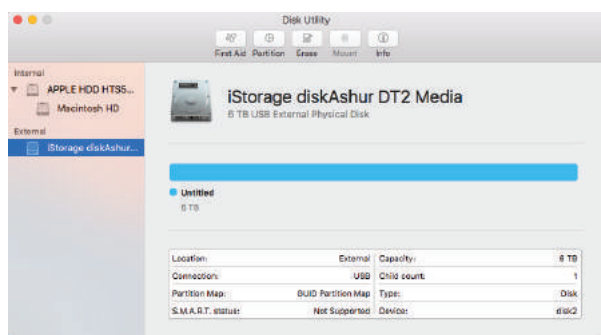 Disk Utility
First Aid Partition Erase Mount Info
Internal
APPLE HDD HTS5...
Macintosh HD
External
iStorage diskAshur...
iStorage diskAshur DT2 Media
6 TB USB External Physical Disk
Untitled
6 TB
Location: External Capacity: 6 TB
Connection: USB Child count: 1
Partition Map: GUID Partition Map Type: Disk
S.M.A.R.T. status: Not Supported Device: disk2